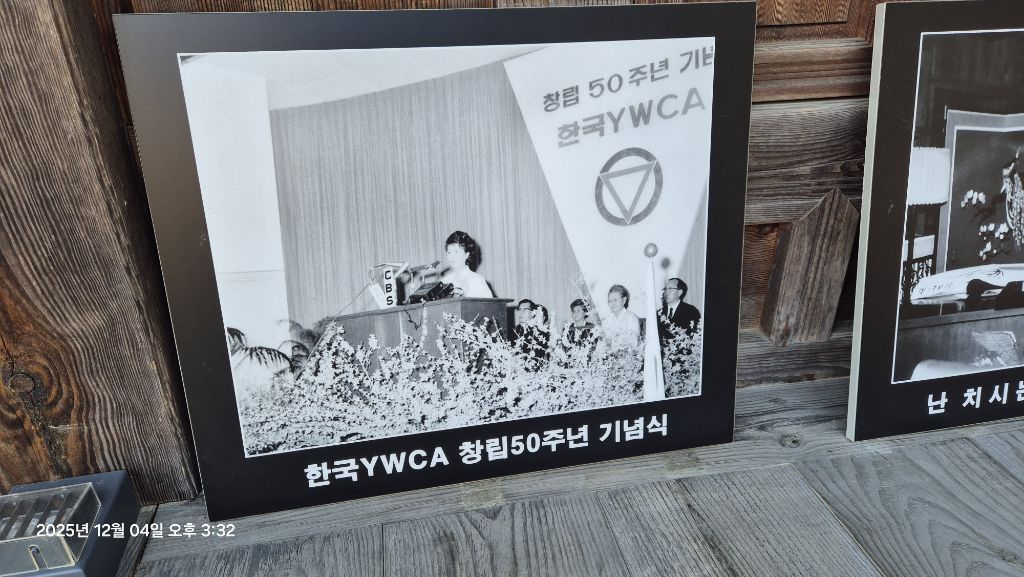 창립 50주년 기념
한국YWCA
CBS
한국YWCA 창립50주년 기념식
난 치시는
2025년 12월 04일 오후 3:32